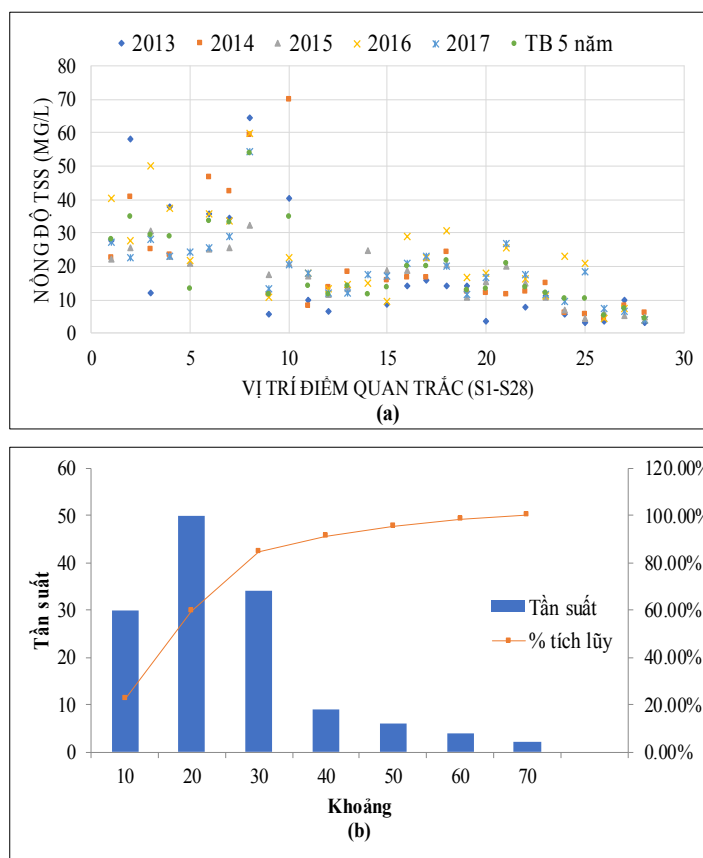 2013 2014 2015 2016 2017 TB 5 năm
80
70
60
50
40
30
20
10
0
NỒNG ĐỘ TSS (MG/L)
0 5 10 15 20 25 30
VỊ TRÍ ĐIỂM QUAN TRẮC (S1-S28)
(a)
60
50
40
30
20
10
0
Tần suất
120.00%
100.00%
80.00%
60.00%
40.00%
20.00%
0.00%
Tần suất
% tích lũy
10 20 30 40 50 60 70
Khoảng
(b)